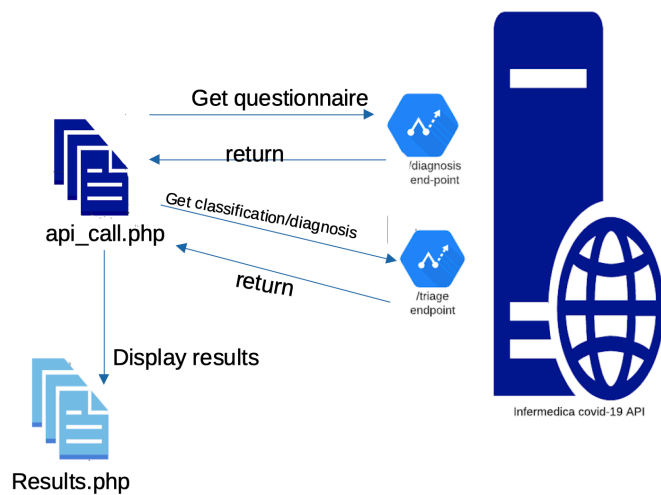 Get questionnaire
return
/diagnosis
end-point
Get classification/diagnosis
api_call.php
return
/triage
endpoint
Display results
Infermedica covid-19 API
Results.php